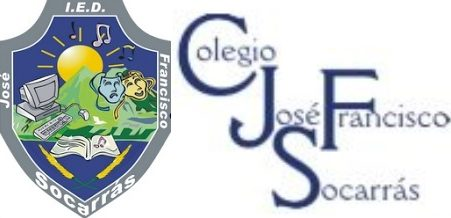 I.E.D.
José
Francisco
Socarrás
Colegio
José Francisco
Socarrás